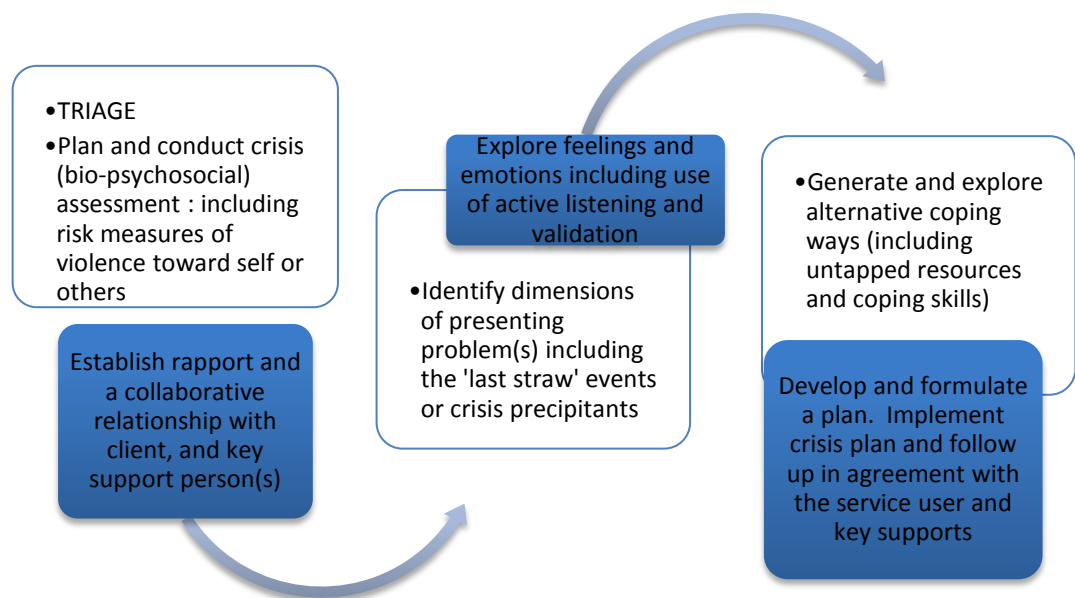 •TRIAGE
•Plan and conduct crisis
(bio-psychosocial)
assessment : including
risk measures of
violence toward self or
others
Establish rapport and
a collaborative
relationship with
client, and key
support person(s)
Explore feelings and
emotions including use
of active listening and
validation
•Identify dimensions
of presenting
problem(s) including
the 'last straw' events
or crisis precipitants
•Generate and explore
alternative coping
ways (including
untapped resources
and coping skills)
Develop and formulate
a plan.  Implement
crisis plan and follow
up in agreement with
the service user and
key supports